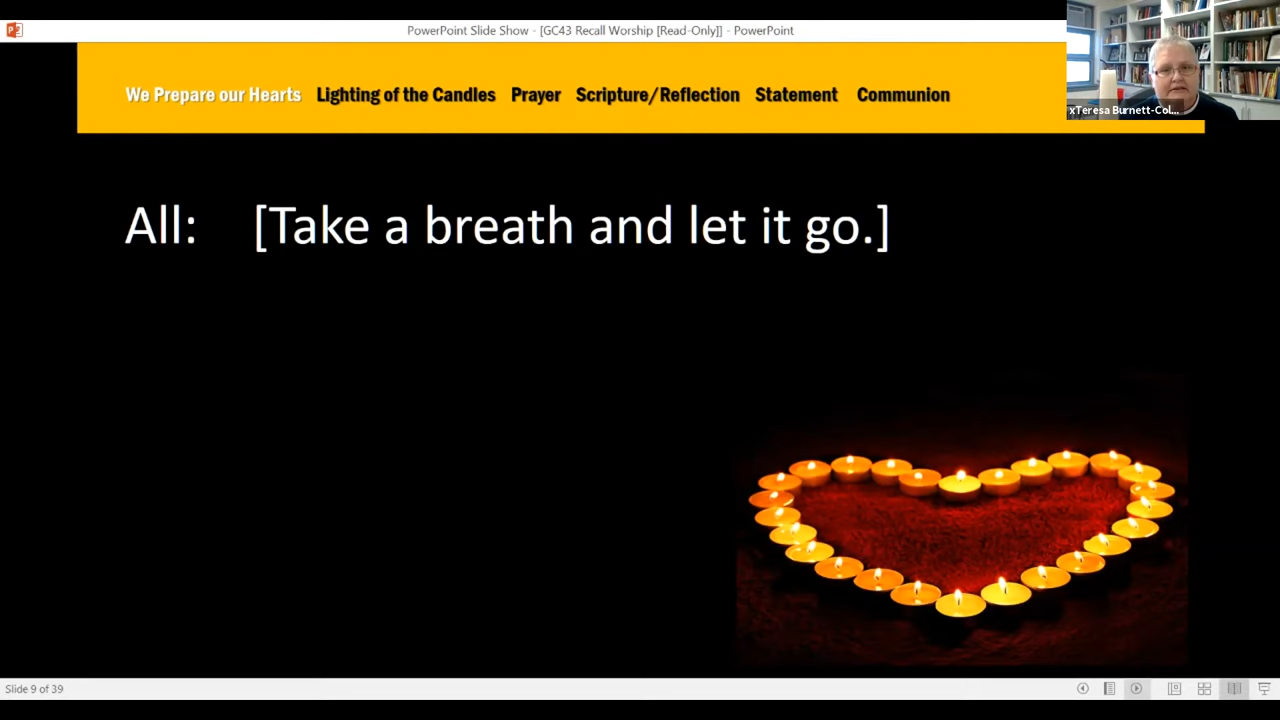 PowerPoint Slide Show - [GC43 Recall Worship [Read-Only]] - PowerPoint
xTeresa Burnett-Col...
We Prepare our Hearts Lighting of the Candles Prayer Scripture/Reflection Statement Communion
All: [Take a breath and let it go.]
Slide 9 of 39